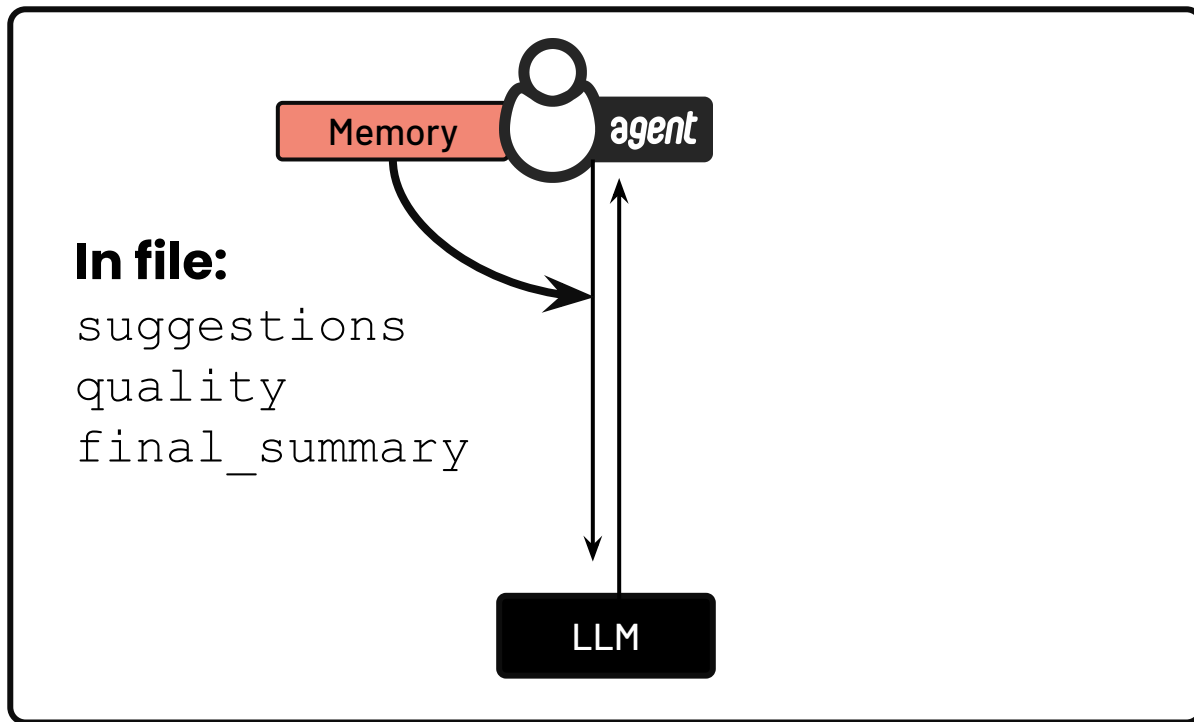 Memory
agent
In file:
suggestions
quality
final_summary
LLM